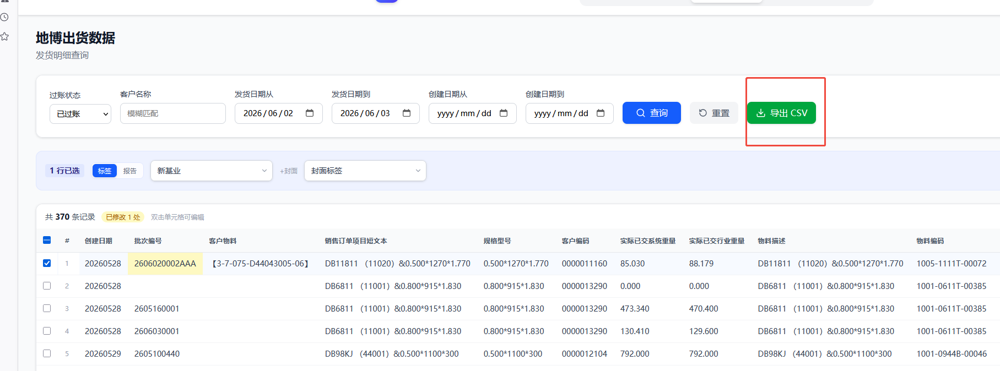 地博出货数据
发货明细查询
过账状态 客户名称 发货日期从 发货日期到 创建日期从 创建日期到
已过账 模糊匹配 2026/06/02 2026/06/03 yyyy/mm/dd yyyy/mm/dd 查询 重置 导出 CSV
1 行已选 标签 报告 新基业 +封面 封面标签
共 370 条记录 已修改 1 处 双击单元格可编辑
# 创建日期 批次编号 客户物料 销售订单项目短文本 规格型号 客户编码 实际已交系统重量 实际已交行业重量 物料描述 物料编码
1 20260528 2606020002AAA 【3-7-075-D44043005-06】 DB11811 （11020）&0.500*1270*1.770 0.500*1270*1.770 0000011160 85.030 88.179 DB11811 （11020）&0.500*1270*1.770 1005-1111T-00072
2 20260528 DB6811 （11001）&0.800*915*1.830 0.800*915*1.830 0000013290 0.000 0.000 DB6811 （11001）&0.800*915*1.830 1001-0611T-00385
3 20260528 2605160001 DB6811 （11001）&0.800*915*1.830 0.800*915*1.830 0000013290 473.340 470.400 DB6811 （11001）&0.800*915*1.830 1001-0611T-00385
4 20260528 2606030001 DB6811 （11001）&0.800*915*1.830 0.800*915*1.830 0000013290 130.410 129.600 DB6811 （11001）&0.800*915*1.830 1001-0611T-00385
5 20260529 2605100440 DB98KJ （44001）&0.500*1100*300 0.500*1100*300 0000012104 792.000 792.000 DB98KJ （44001）&0.500*1100*300 1001-0944B-00046